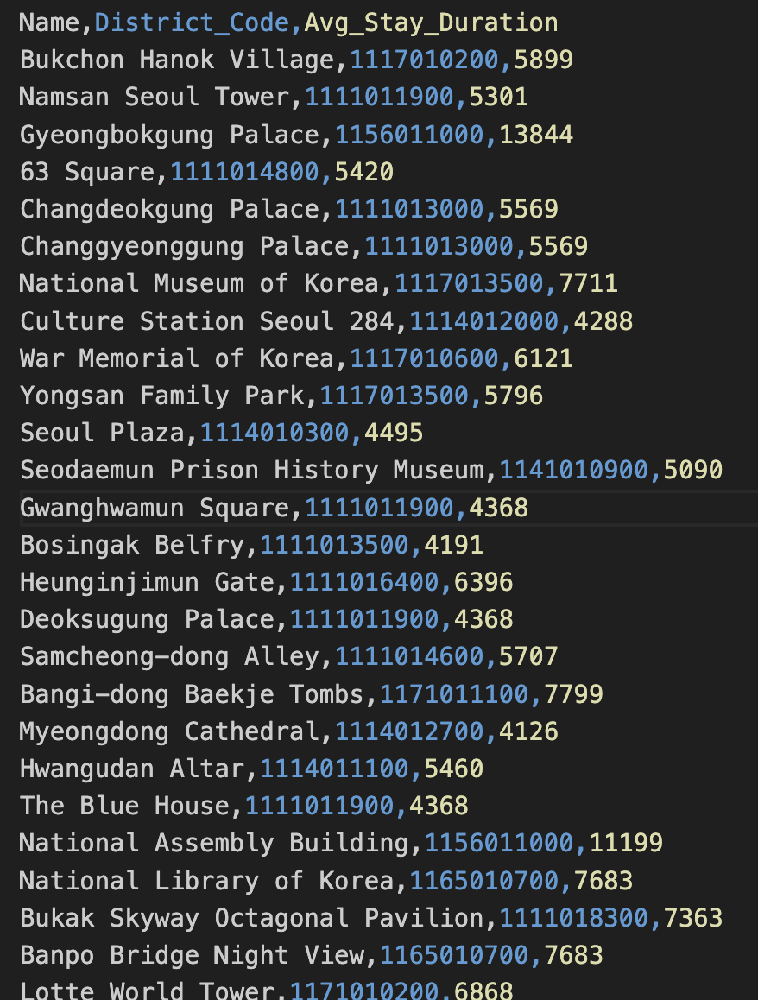 Name,District_Code,Avg_Stay_Duration
Bukchon Hanok Village,1117010200,5899
Namsan Seoul Tower,1111011900,5301
Gyeongbokgung Palace,1156011000,13844
63 Square,1111014800,5420
Changdeokgung Palace,1111013000,5569
Changgyeonggung Palace,1111013000,5569
National Museum of Korea,1117013500,7711
Culture Station Seoul 284,1114012000,4288
War Memorial of Korea,1117010600,6121
Yongsan Family Park,1117013500,5796
Seoul Plaza,1114010300,4495
Seodaemun Prison History Museum,1141010900,5090
Gwanghwamun Square,1111011900,4368
Bosingak Belfry,1111013500,4191
Heunginjimun Gate,1111016400,6396
Deoksugung Palace,1111011900,4368
Samcheong-dong Alley,1111014600,5707
Bangi-dong Baekje Tombs,1171011100,7799
Myeongdong Cathedral,1114012700,4126
Hwangudan Altar,1114011100,5460
The Blue House,1111011900,4368
National Assembly Building,1156011000,11199
National Library of Korea,1165010700,7683
Bukak Skyway Octagonal Pavilion,1111018300,7363
Banpo Bridge Night View,1165010700,7683
Lotte World Tower,1171010200,6868